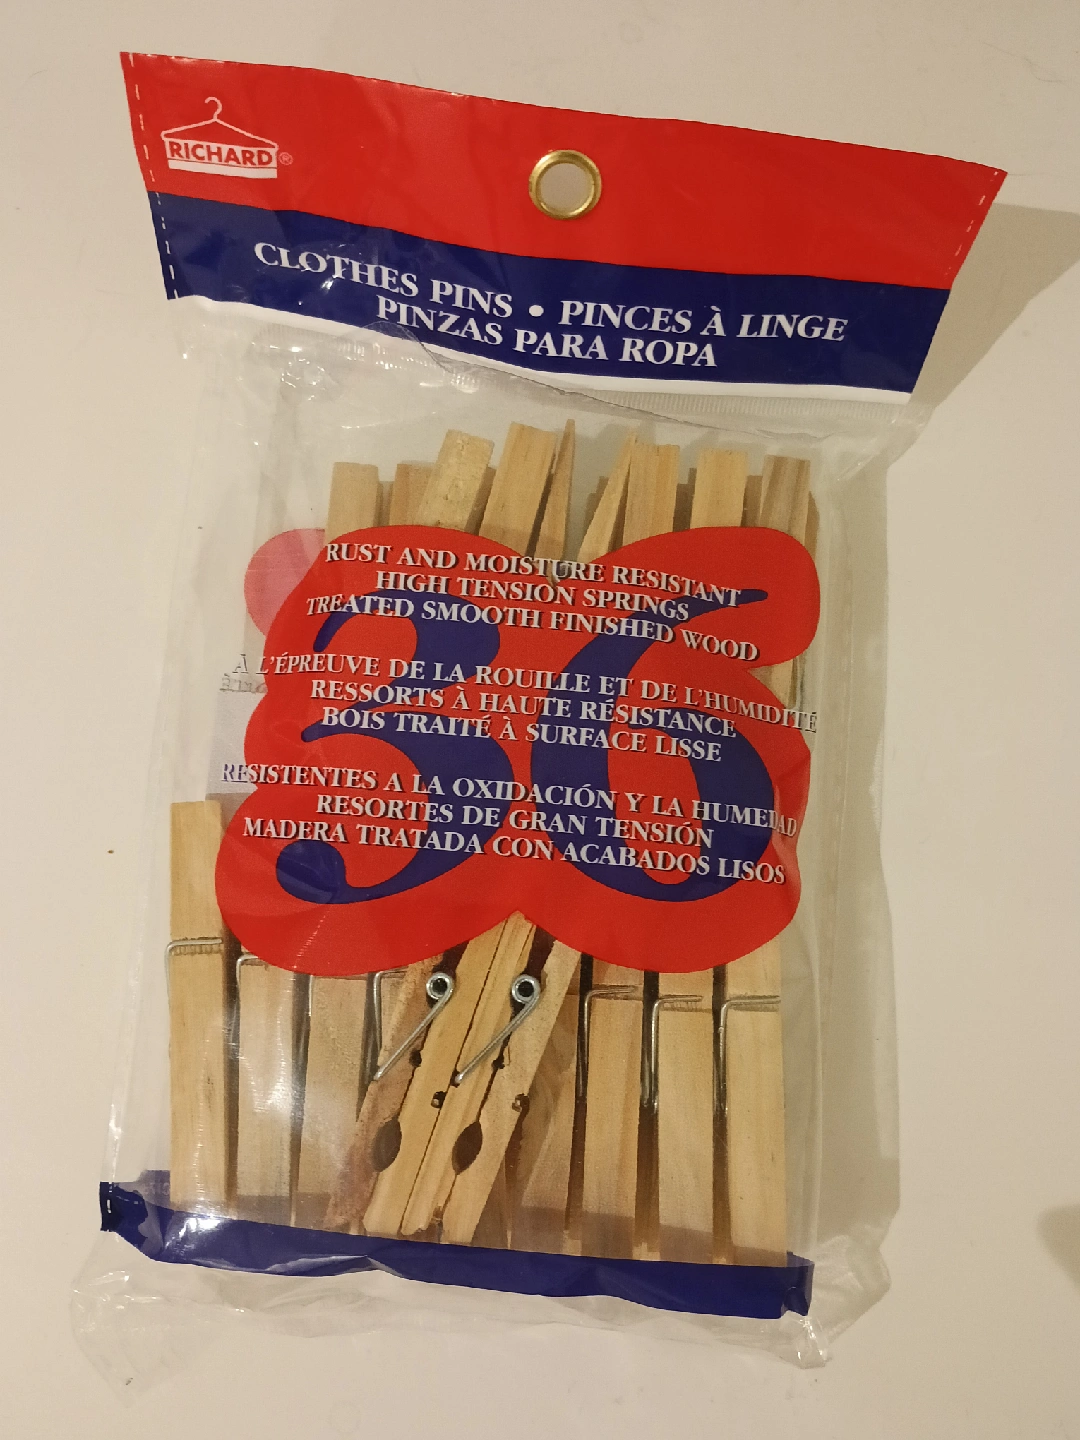 RICHARD®
CLOTHES PINS • PINCES À LINGE
PINZAS PARA ROPA
36
RUST AND MOISTURE RESISTANT
HIGH TENSION SPRINGS
TREATED SMOOTH FINISHED WOOD
À L'ÉPREUVE DE LA ROUILLE ET DE L'HUMIDITÉ
RESSORTS À HAUTE RÉSISTANCE
BOIS TRAITÉ À SURFACE LISSE
RESISTENTES A LA OXIDACIÓN Y LA HUMEDAD
RESORTES DE GRAN TENSIÓN
MADERA TRATADA CON ACABADOS LISOS